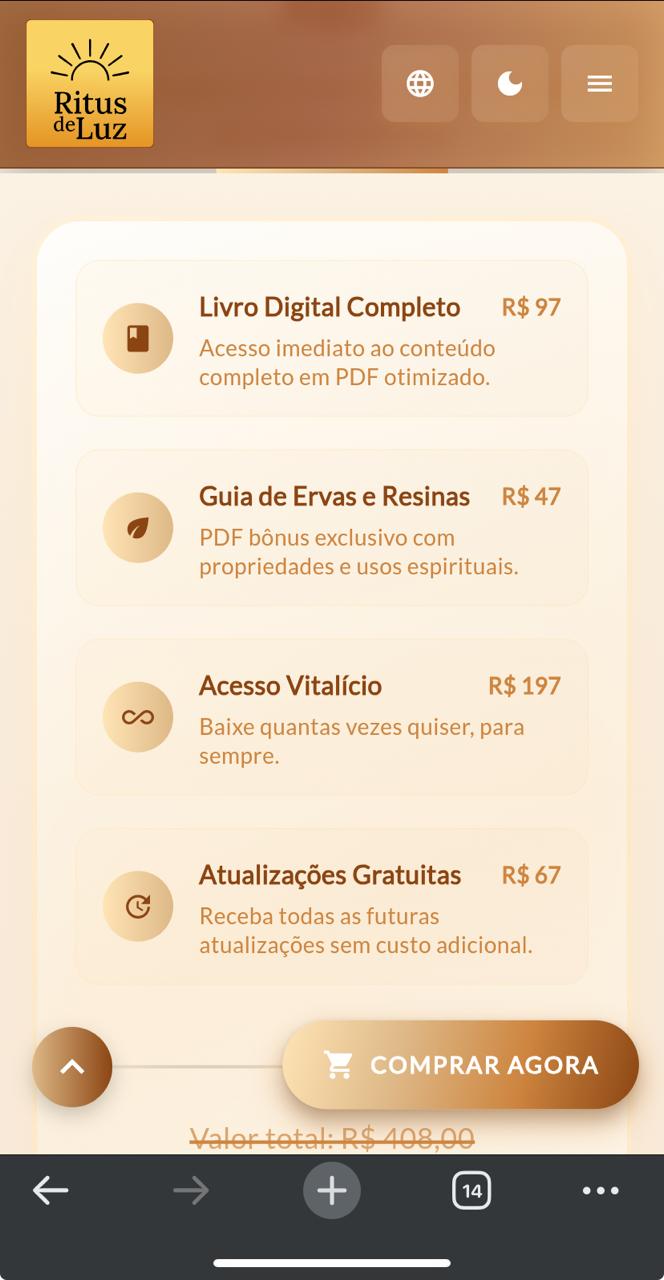 Ritus
deLuz
Livro Digital Completo R$ 97
Acesso imediato ao conteúdo
completo em PDF otimizado.
Guia de Ervas e Resinas R$ 47
PDF bônus exclusivo com
propriedades e usos espirituais.
Acesso Vitalício R$ 197
Baixe quantas vezes quiser, para
sempre.
Atualizações Gratuitas R$ 67
Receba todas as futuras
atualizações sem custo adicional.
COMPRAR AGORA
Valor total: R$ 408,00
14